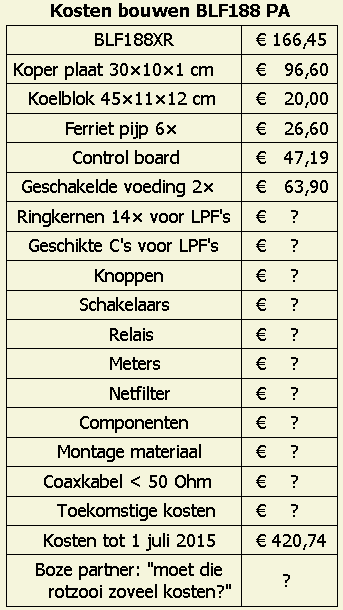 Kosten bouwen BLF188 PA
BLF188XR € 166,45
Koper plaat 30×10×1 cm € 96,60
Koelblok 45×11×12 cm € 20,00
Ferriet pijp 6× € 26,60
Control board € 47,19
Geschakelde voeding 2× € 63,90
Ringkernen 14× voor LPF's € ?
Geschikte C's voor LPF's € ?
Knoppen € ?
Schakelaars € ?
Relais € ?
Meters € ?
Netfilter € ?
Componenten € ?
Montage materiaal € ?
Coaxkabel < 50 Ohm € ?
Toekomstige kosten € ?
Kosten tot 1 juli 2015 € 420,74
Boze partner: "moet die
rotzooi zoveel kosten?" ?